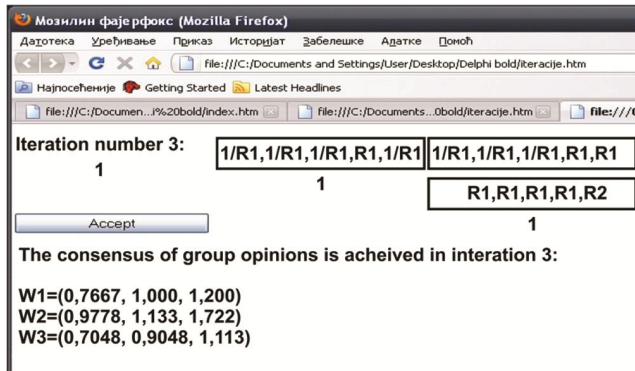 Мозилин фајерфокс (Mozilla Firefox)
Датотека Уређивање Приказ Историјат Забелешке Алатке Помоћ
file:///C:/Documents and Settings/User/Desktop/Delphi bold/iteracije.htm
Најпосећеније Getting Started Latest Headlines
file:///C:/Documen...i%20bold/index.htm file:///C:/Documents...0bold/iteracije.htm file:///
Iteration number 3:
1
1/R1,1/R1,1/R1,R1,1/R1 1/R1,1/R1,1/R1,R1,R1
1
R1,R1,R1,R1,R2
1
Accept
The consensus of group opinions is acheived in interation 3:
W1=(0,7667, 1,000, 1,200)
W2=(0,9778, 1,133, 1,722)
W3=(0,7048, 0,9048, 1,113)